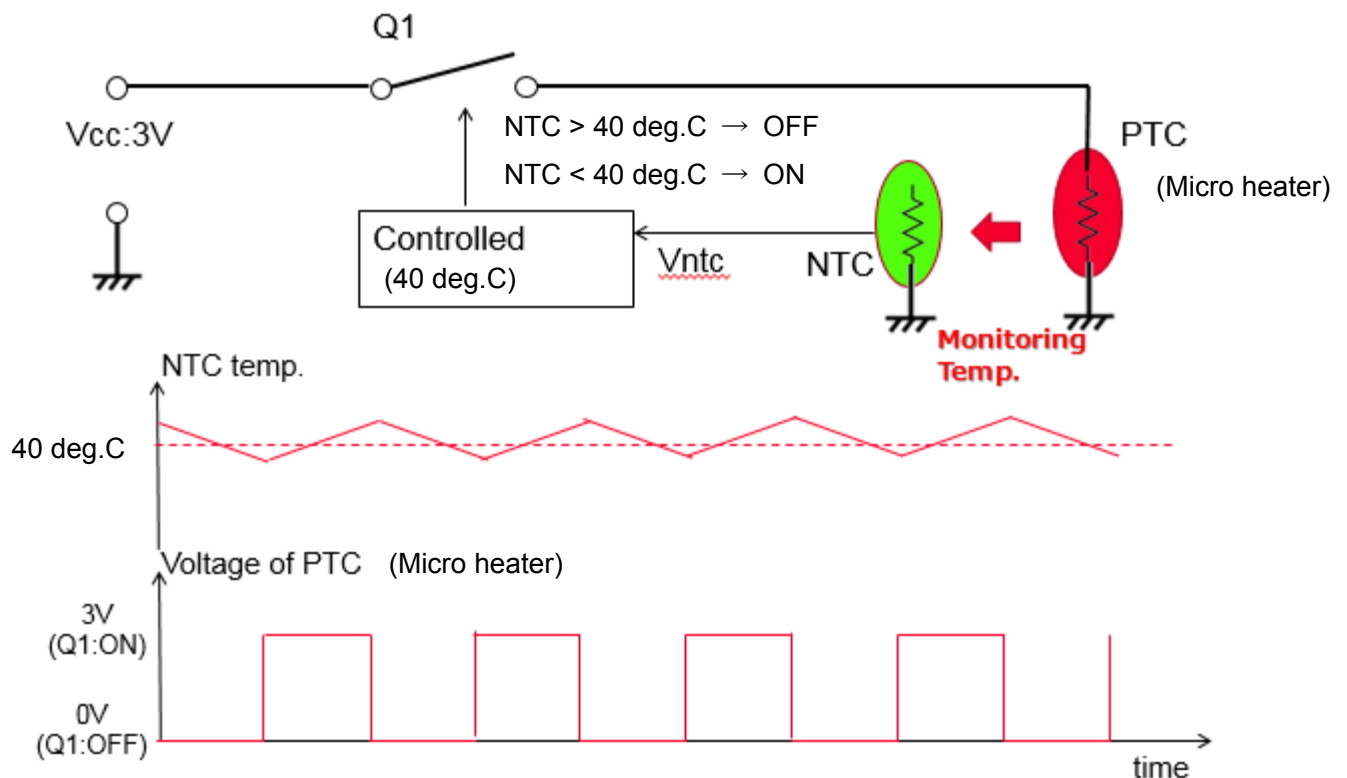 Q1
Vcc:3V
NTC > 40 deg.C → OFF
NTC < 40 deg.C → ON
PTC
(Micro heater)
Controlled
(40 deg.C)
Vntc
NTC
Monitoring
Temp.
NTC temp.
40 deg.C
Voltage of PTC (Micro heater)
3V
(Q1:ON)
0V
(Q1:OFF)
time